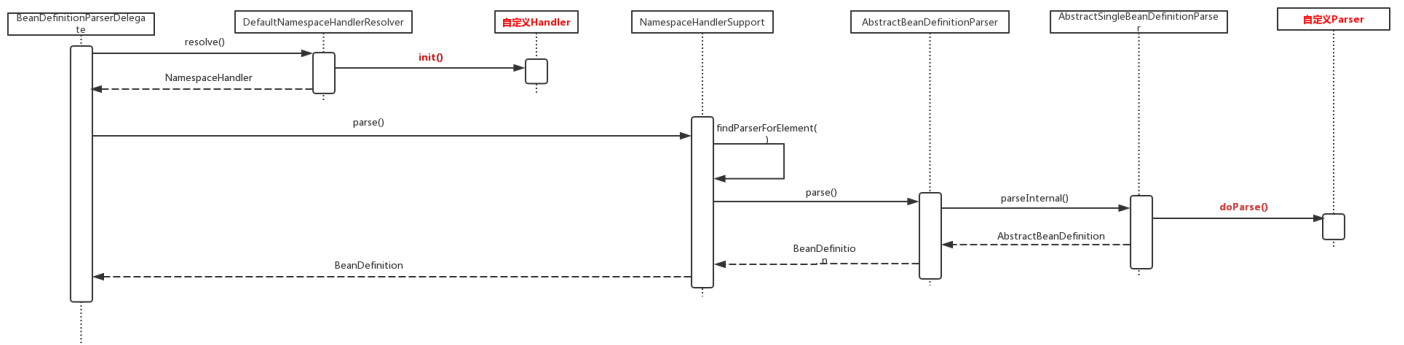 BeanDefinitionParserDelega
te
DefaultNamespaceHandlerResolver
自定义Handler
NamespaceHandlerSupport
AbstractBeanDefinitionParser
AbstractSingleBeanDefinitionParse
r
自定义Parser
resolve()
init()
NamespaceHandler
parse()
findParserForElement(
)
parse()
parseInternal()
doParse()
AbstractBeanDefinition
BeanDefinitio
n
BeanDefinition